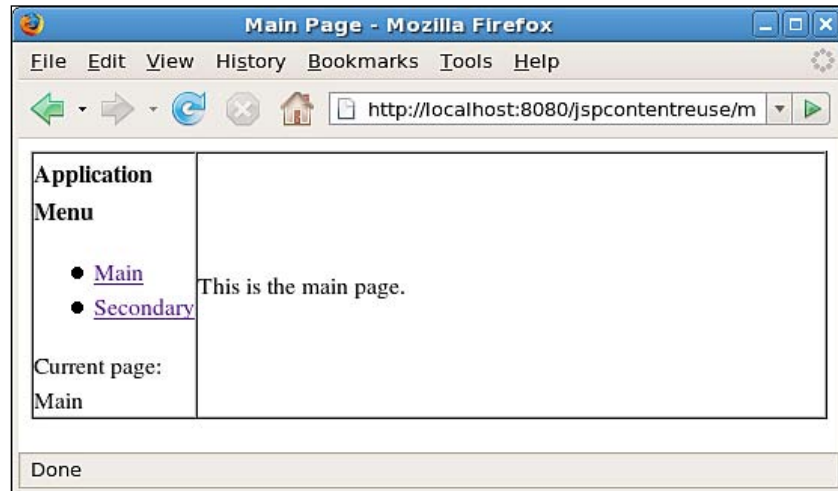 Main Page - Mozilla Firefox
File Edit View History Bookmarks Tools Help
http://localhost:8080/jspcontentreuse/m
Application
Menu
Main
Secondary
Current page:
Main
This is the main page.
Done